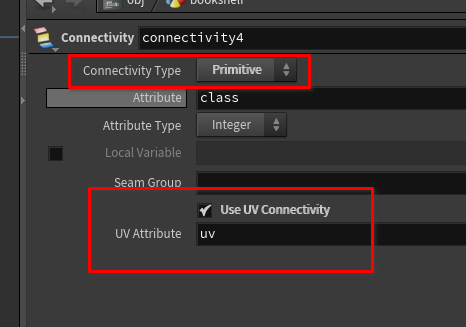 obj bookshelf
Connectivity connectivity4
Connectivity Type Primitive
Attribute class
Attribute Type Integer
Local Variable
Seam Group
Use UV Connectivity
UV Attribute uv